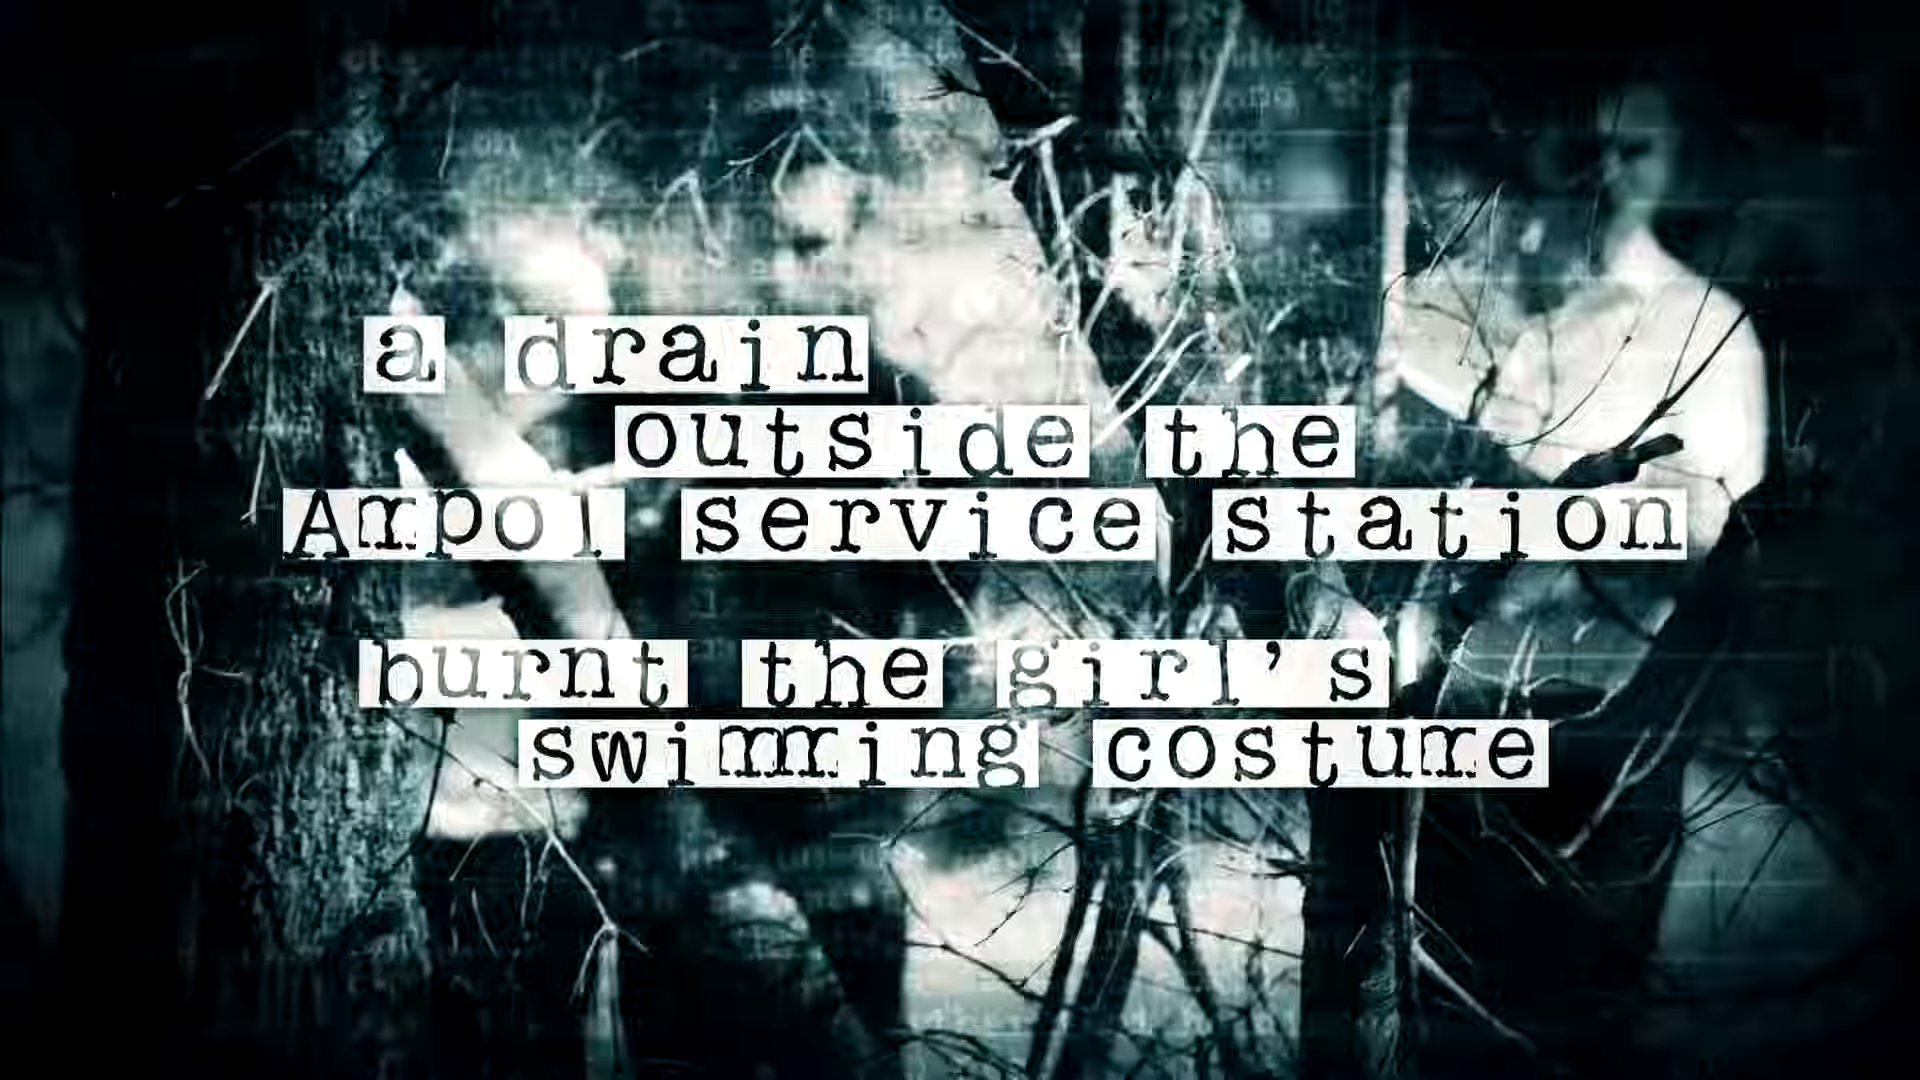 a drain
outside the
Ampol service station
burnt the girl's
swimming costume